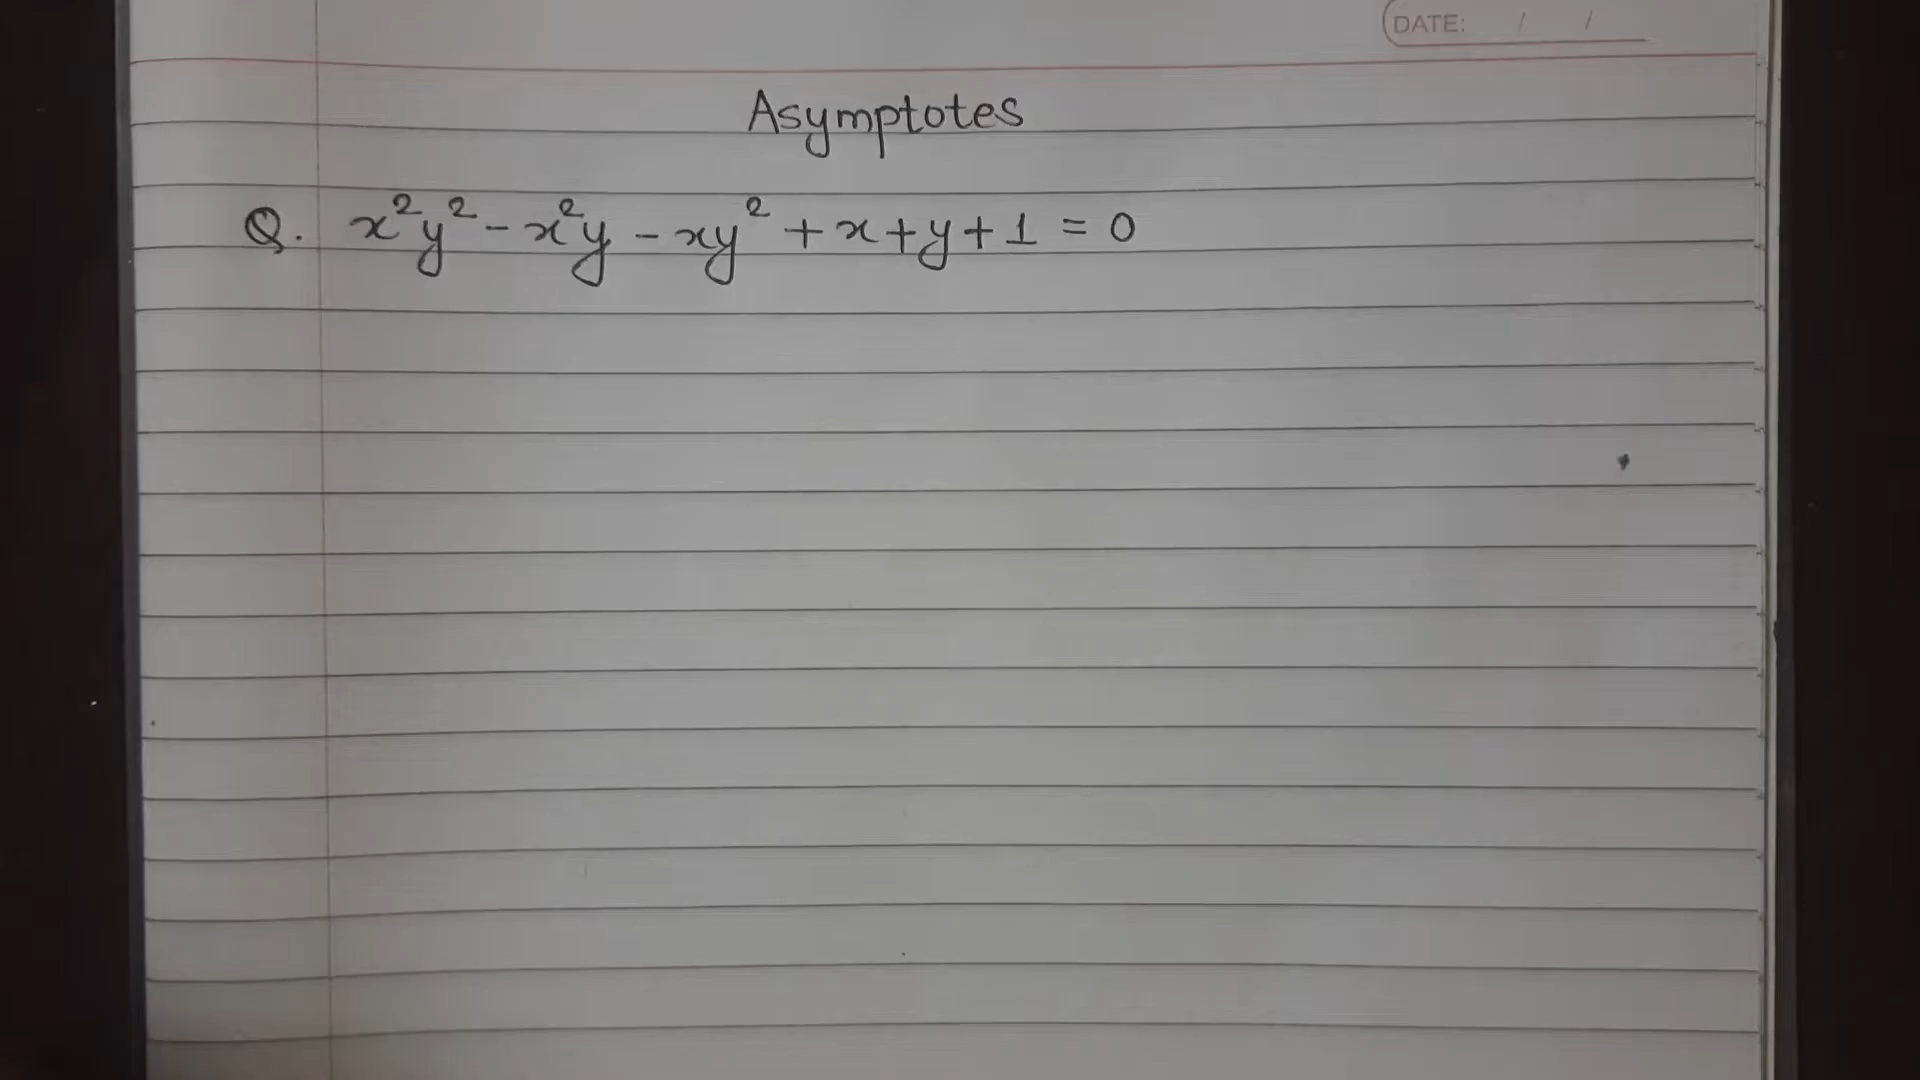 DATE: / /
Asymptotes
Q. x²y² - x²y - xy² + x + y + 1 = 0